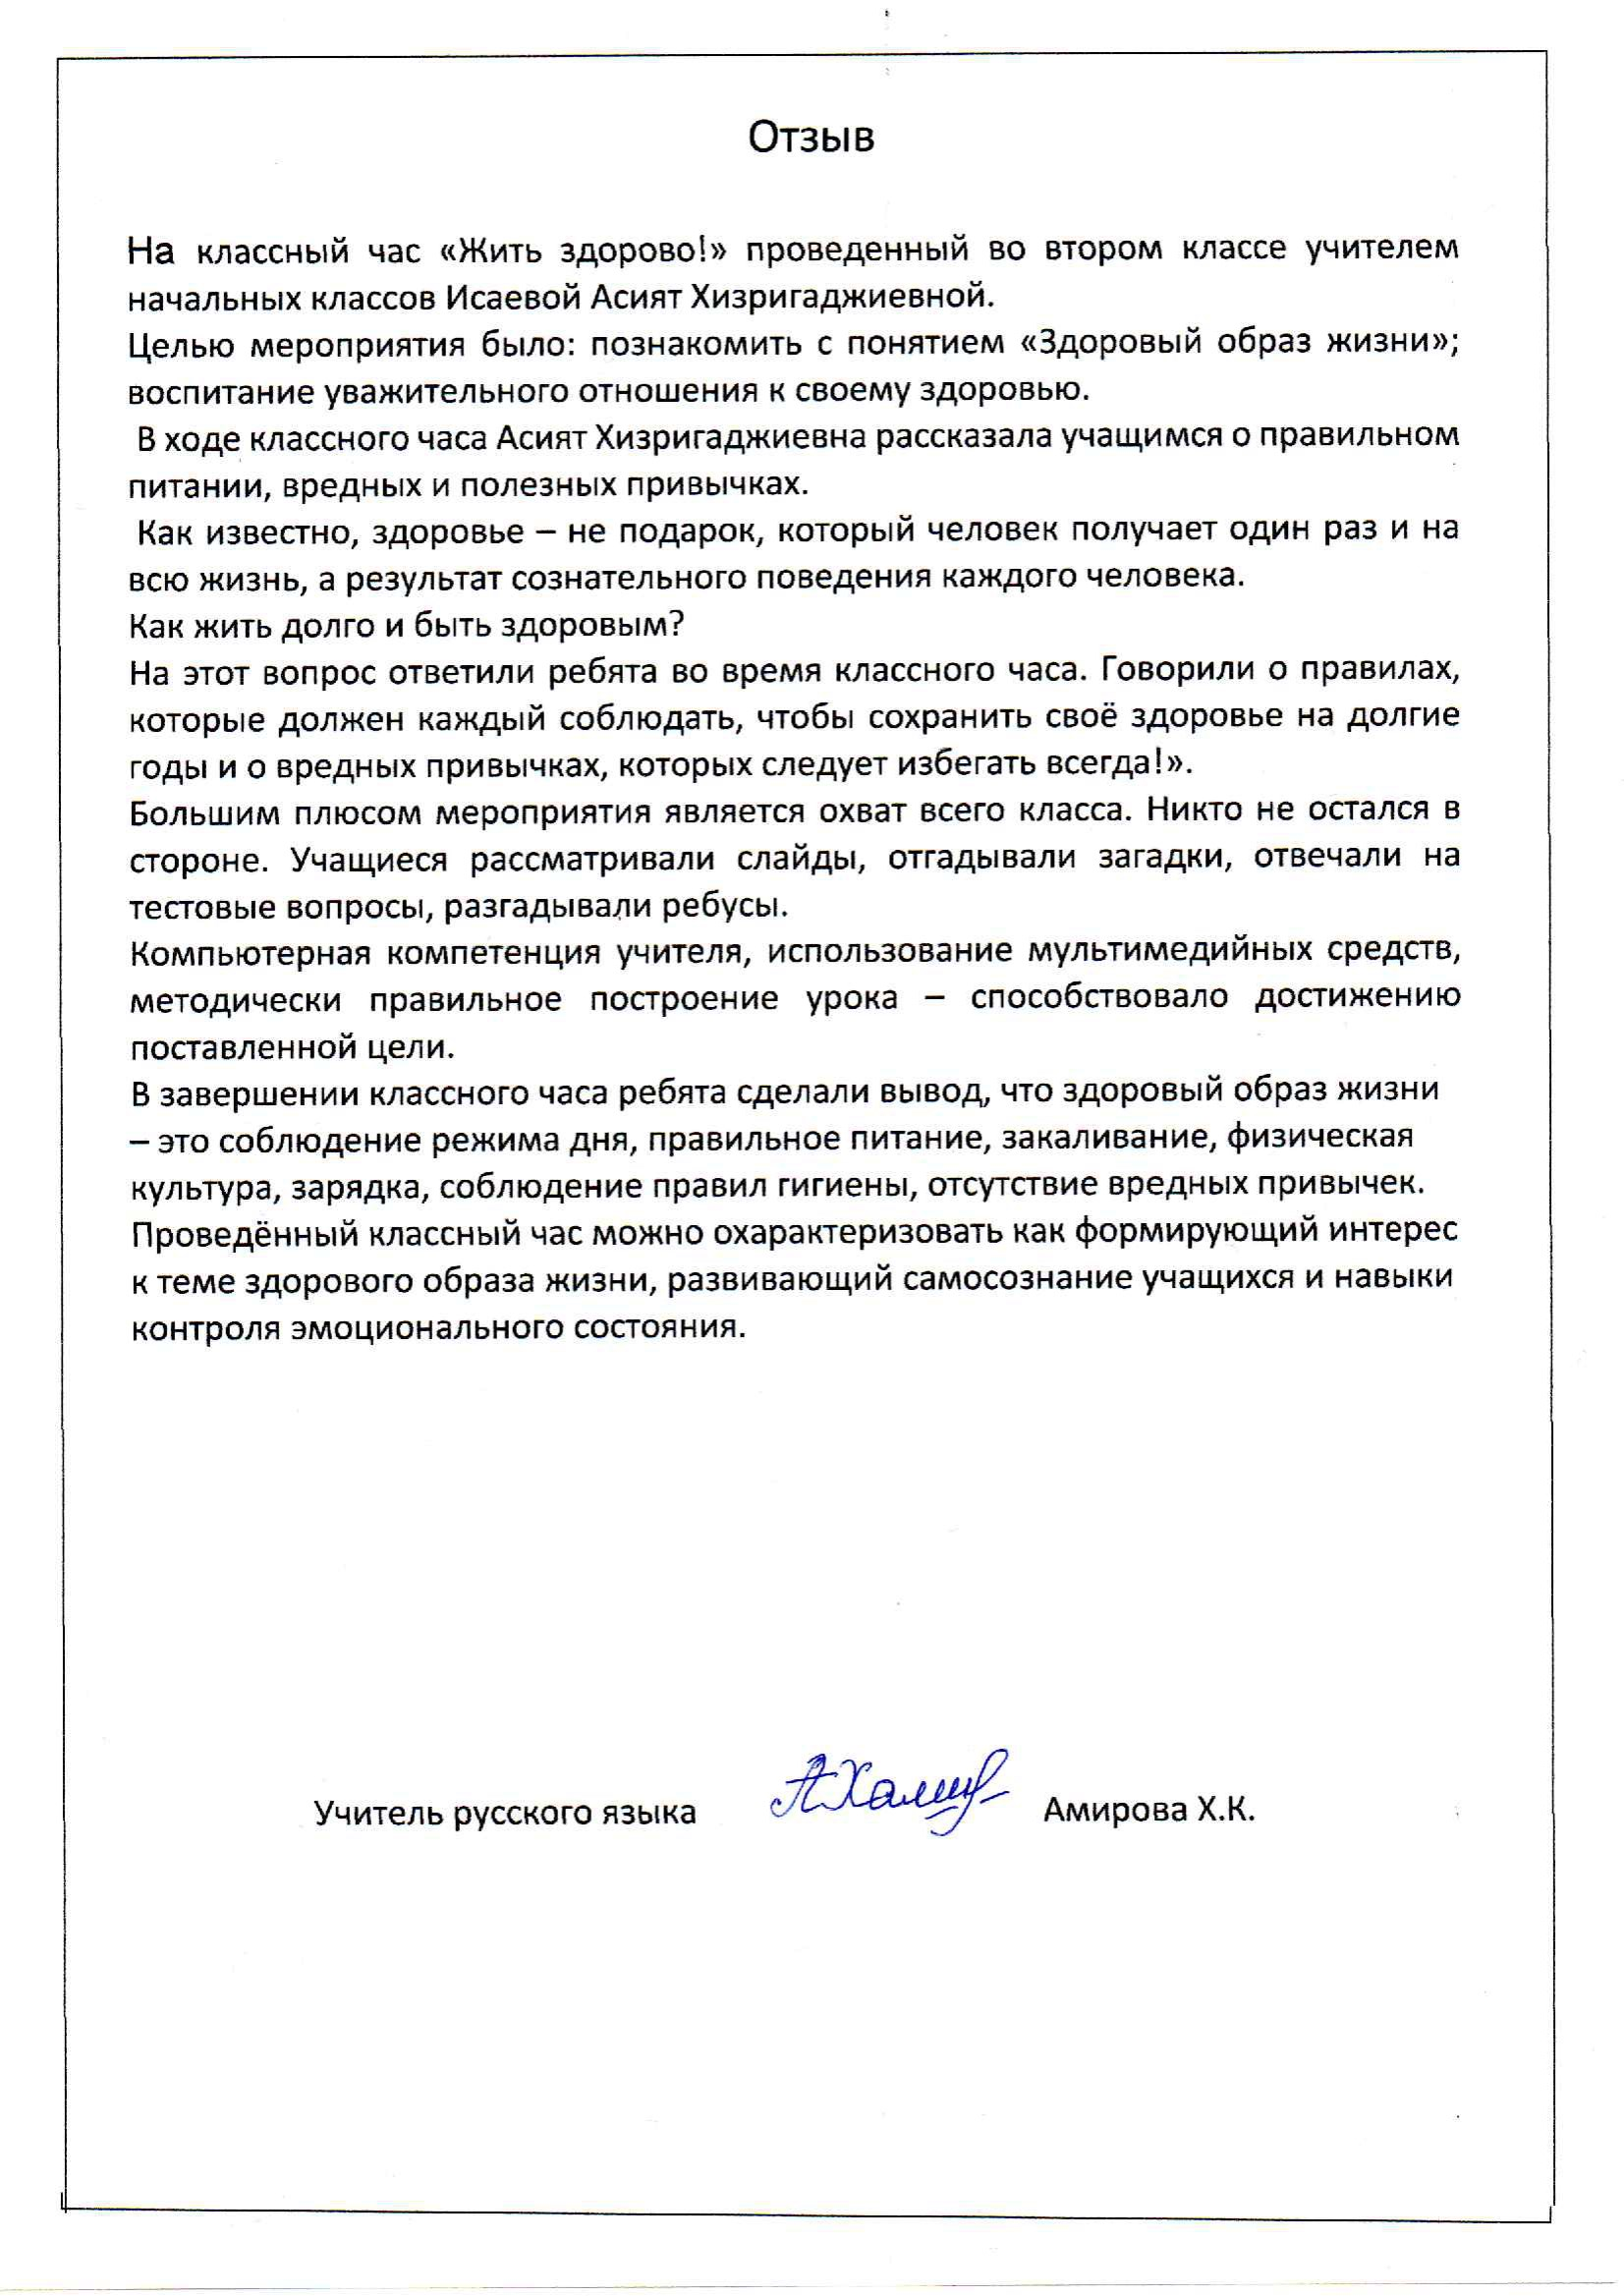 Отзыв
На классный час «Жить здорово!» проведенный во втором классе учителем
начальных классов Исаевой Асият Хизригаджиевной.
Целью мероприятия было: познакомить с понятием «Здоровый образ жизни»;
воспитание уважительного отношения к своему здоровью.
В ходе классного часа Асият Хизригаджиевна рассказала учащимся о правильном
питании, вредных и полезных привычках.
Как известно, здоровье – не подарок, который человек получает один раз и на
всю жизнь, а результат сознательного поведения каждого человека.
Как жить долго и быть здоровым?
На этот вопрос ответили ребята во время классного часа. Говорили о правилах,
которые должен каждый соблюдать, чтобы сохранить своё здоровье на долгие
годы и о вредных привычках, которых следует избегать всегда!».
Большим плюсом мероприятия является охват всего класса. Никто не остался в
стороне. Учащиеся рассматривали слайды, отгадывали загадки, отвечали на
тестовые вопросы, разгадывали ребусы.
Компьютерная компетенция учителя, использование мультимедийных средств,
методически правильное построение урока – способствовало достижению
поставленной цели.
В завершении классного часа ребята сделали вывод, что здоровый образ жизни
– это соблюдение режима дня, правильное питание, закаливание, физическая
культура, зарядка, соблюдение правил гигиены, отсутствие вредных привычек.
Проведённый классный час можно охарактеризовать как формирующий интерес
к теме здорового образа жизни, развивающий самосознание учащихся и навыки
контроля эмоционального состояния.
Учитель русского языка Амирова Х.К.